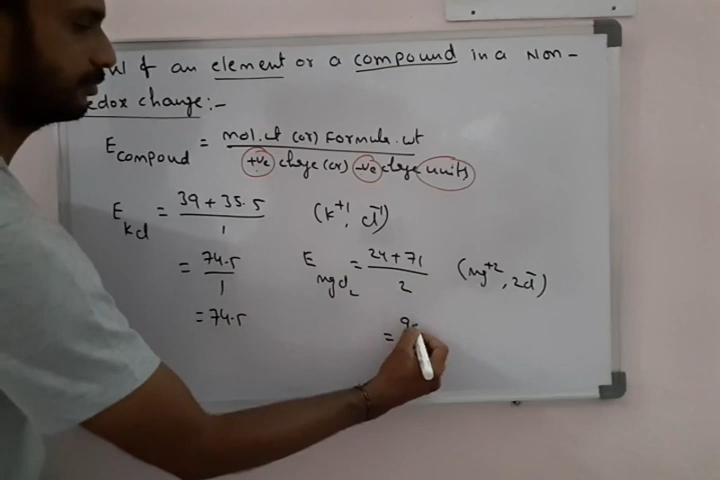 of an element or a compound in a Non-
edox change:-
E compound = mol.wt (or) Formula.wt
+ve charge (or) -ve charge units
E KCl = 39 + 35.5 / 1 (K+1, Cl-1)
= 74.5 / 1
E MgCl2 = 24 + 71 / 2 (Mg+2, 2Cl-)
= 74.5
= 9